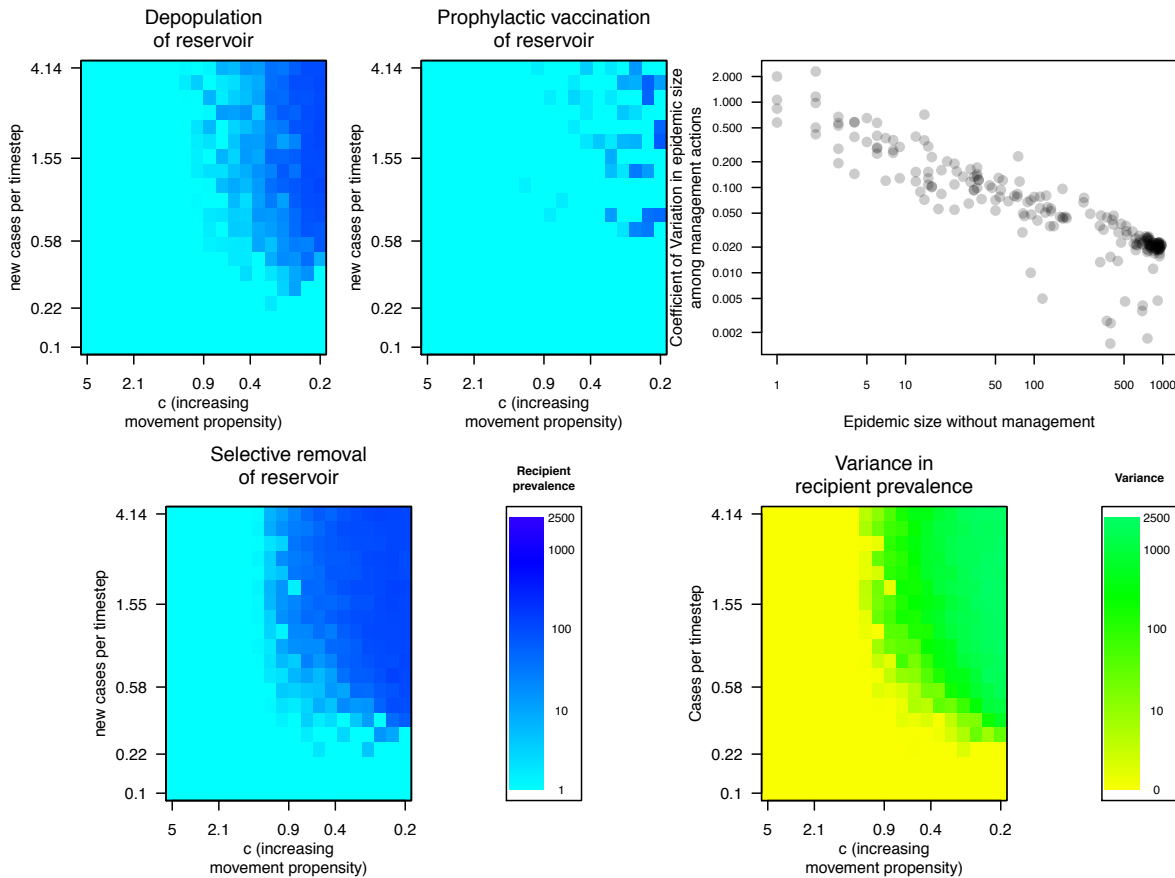 Depopulation
of reservoir
new cases per timestep
4.14
1.55
0.58
0.22
0.1
5 2.1 0.9 0.4 0.2
c (increasing
movement propensity)
Prophylactic vaccination
of reservoir
new cases per timestep
4.14
1.55
0.58
0.22
0.1
5 2.1 0.9 0.4 0.2
c (increasing
movement propensity)
Coefficient of Variation in epidemic size
among management actions
2.000
1.000
0.500
0.200
0.100
0.050
0.020
0.010
0.005
0.002
1 5 10 50 100 500 1000
Epidemic size without management
Selective removal
of reservoir
new cases per timestep
4.14
1.55
0.58
0.22
0.1
5 2.1 0.9 0.4 0.2
c (increasing
movement propensity)
Recipient
prevalence
2500
1000
100
10
1
Variance in
recipient prevalence
Cases per timestep
4.14
1.55
0.58
0.22
0.1
5 2.1 0.9 0.4 0.2
c (increasing
movement propensity)
Variance
2500
1000
100
10
0